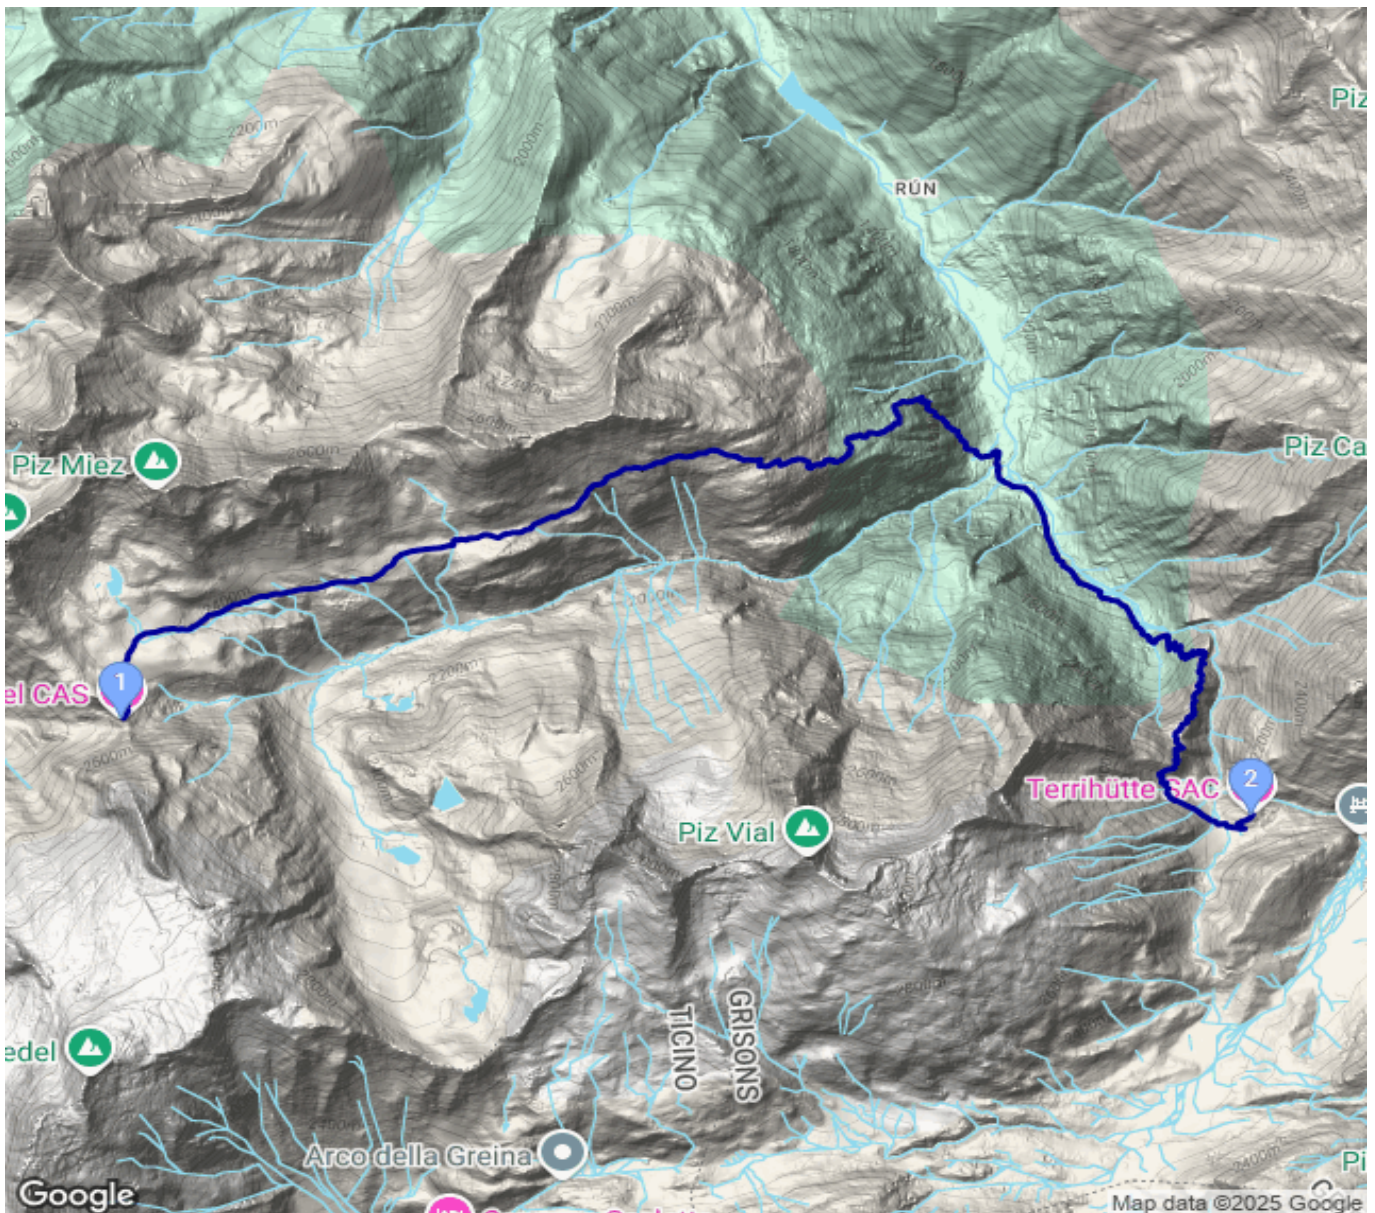 Piz
2200m
2000m
1600m
RÚN
2000m
2600m
Piz Miez
Piz Ca
el CAS
1
2200m
2400m
2600m
Terrihütte SAC
2
Piz Vial
TICINO
GRISONS
edel
Arco della Greina
2400m
Pi
Google
Map data ©2025 Google